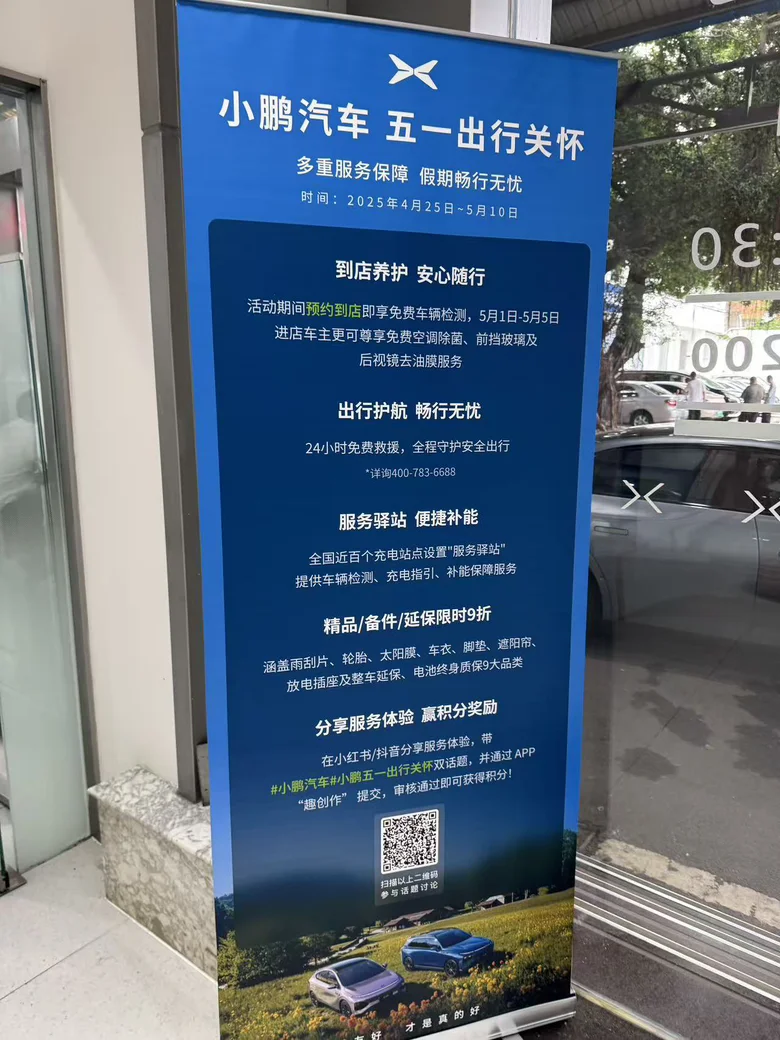 小鹏汽车 五一出行关怀
多重服务保障 假期畅行无忧
时间：2025年4月25日~5月10日
到店养护 安心随行
活动期间预约到店即享免费车辆检测，5月1日-5月5日
进店车主更可尊享免费空调除菌、前挡玻璃及
后视镜去油膜服务
出行护航 畅行无忧
24小时免费救援，全程守护安全出行
*详询400-783-6688
服务驿站 便捷补能
全国近百个充电站点设置"服务驿站"
提供车辆检测、充电指引、补能保障服务
精品/备件/延保限时9折
涵盖雨刮片、轮胎、太阳膜、车衣、脚垫、遮阳帘、
放电插座及整车延保、电池终身质保9大品类
分享服务体验 赢积分奖励
在小红书/抖音分享服务体验，带
#小鹏汽车#小鹏五一出行关怀双话题，并通过 APP
“趣创作” 提交，审核通过即可获得积分！
扫描以上二维码
参与话题讨论
友好 才是真的好
:30
200